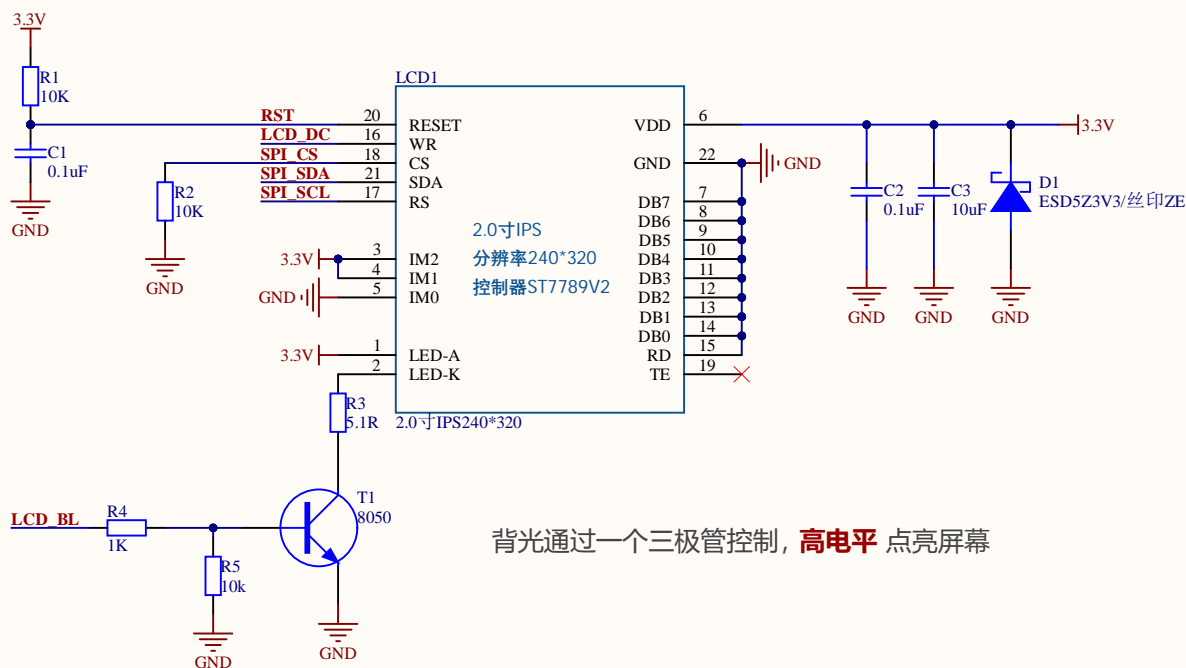 3.3V
R1
10K
C1
0.1uF
GND
R2
10K
GND
RST
LCD_DC
SPI_CS
SPI_SDA
SPI_SCL
3.3V
GND
3.3V
LCD1
20 RESET
16 WR
18 CS
21 SDA
17 RS
3 IM2
4 IM1
5 IM0
1 LED-A
2 LED-K
2.0寸IPS
分辨率240*320
控制器ST7789V2
VDD 6
GND 22
DB7 7
DB6 8
DB5 9
DB4 10
DB3 11
DB2 12
DB1 13
DB0 14
RD 15
TE 19
2.0寸IPS240*320
3.3V
GND
C2
0.1uF
GND
C3
10uF
GND
D1
ESD5Z3V3/丝印ZE
GND
R3
5.1R
T1
8050
LCD_BL
R4
1K
R5
10k
GND
GND
背光通过一个三极管控制, 高电平 点亮屏幕